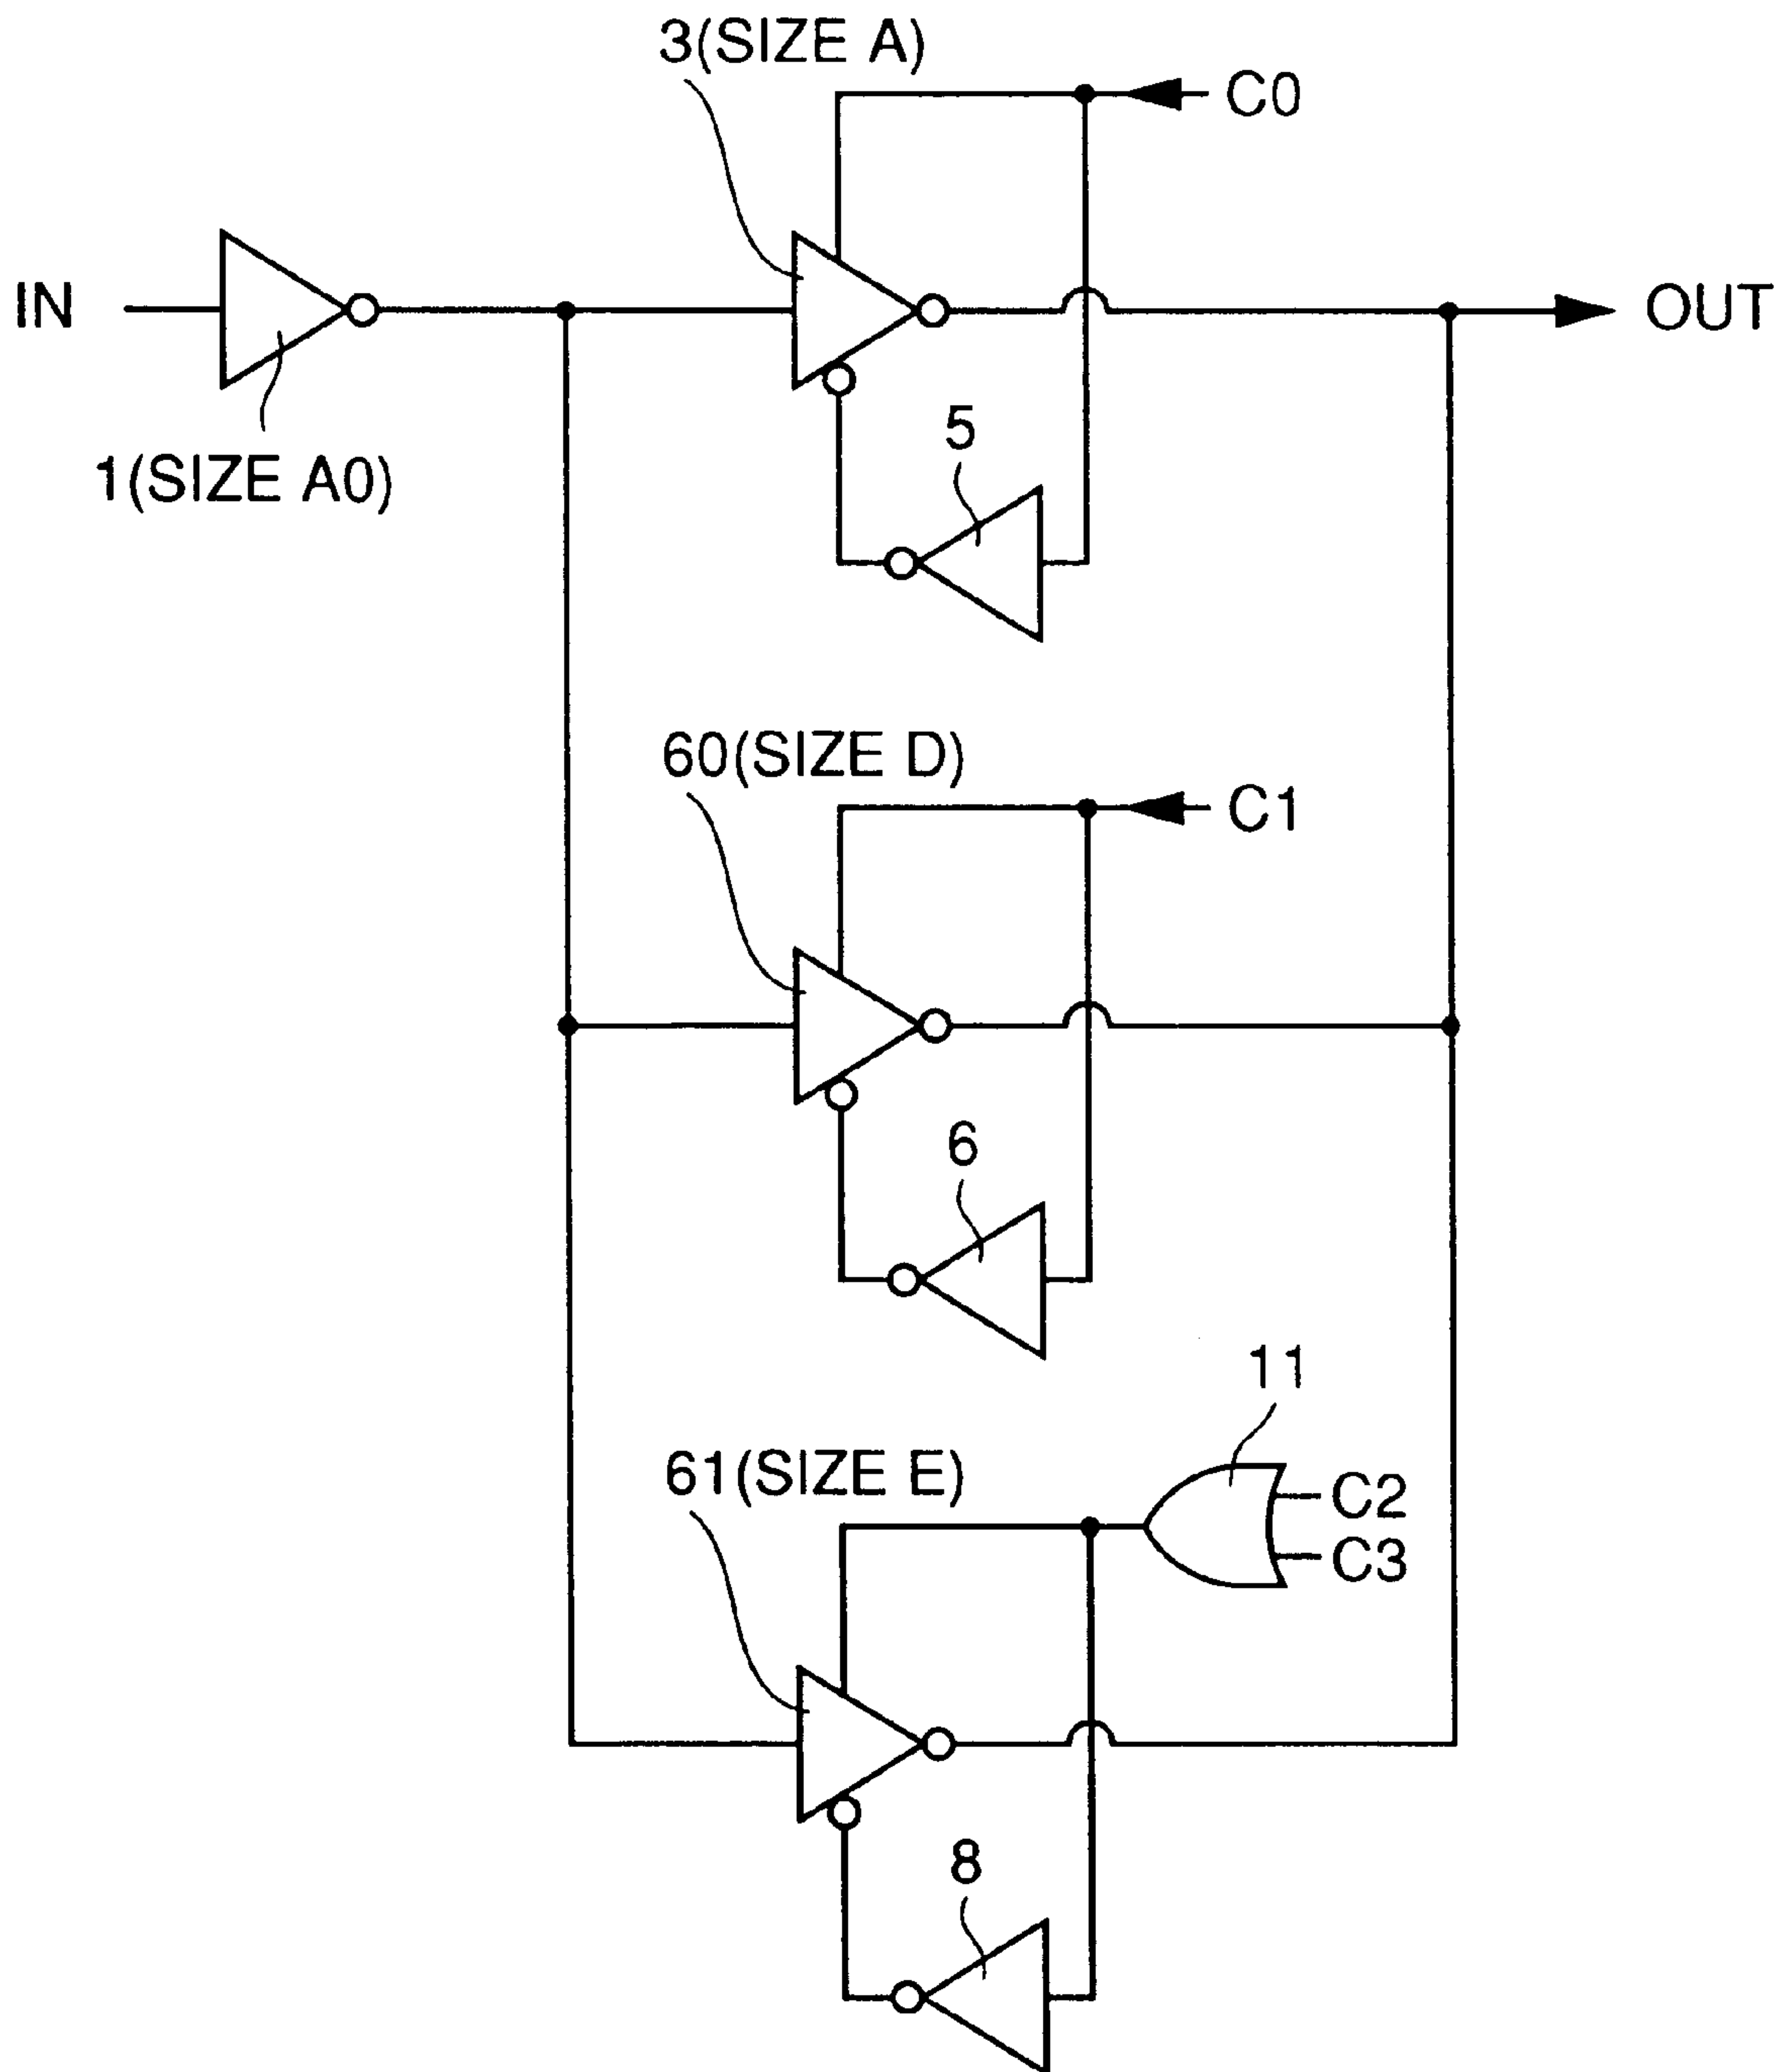 3(SIZE A)
C0
IN
OUT
1(SIZE A0)
5
60(SIZE D)
C1
6
11
61(SIZE E)
C2
C3
8